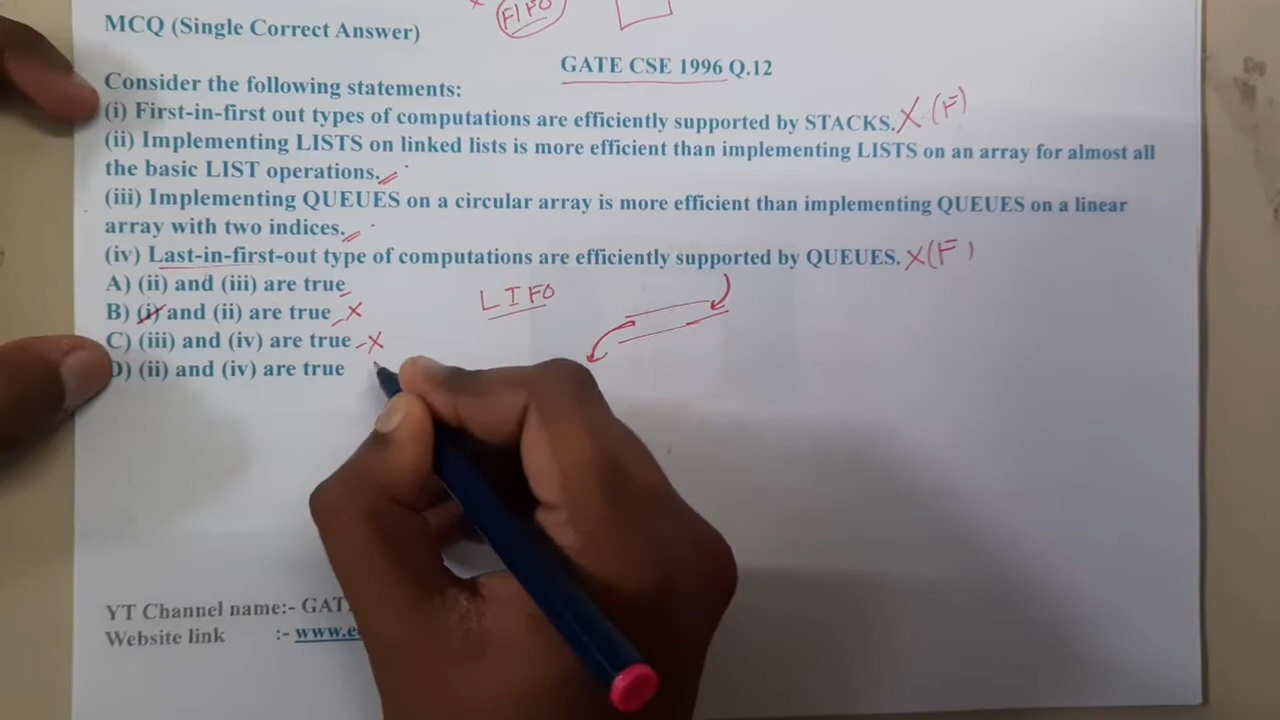 FIFO
MCQ (Single Correct Answer)
GATE CSE 1996 Q.12
Consider the following statements:
(i) First-in-first out types of computations are efficiently supported by STACKS. X (F)
(ii) Implementing LISTS on linked lists is more efficient than implementing LISTS on an array for almost all
the basic LIST operations.
(iii) Implementing QUEUES on a circular array is more efficient than implementing QUEUES on a linear
array with two indices.
(iv) Last-in-first-out type of computations are efficiently supported by QUEUES. X (F)
A) (ii) and (iii) are true
B) (i) and (ii) are true X
LIFO
C) (iii) and (iv) are true X
D) (ii) and (iv) are true
YT Channel name:- GAT
Website link :- www.e